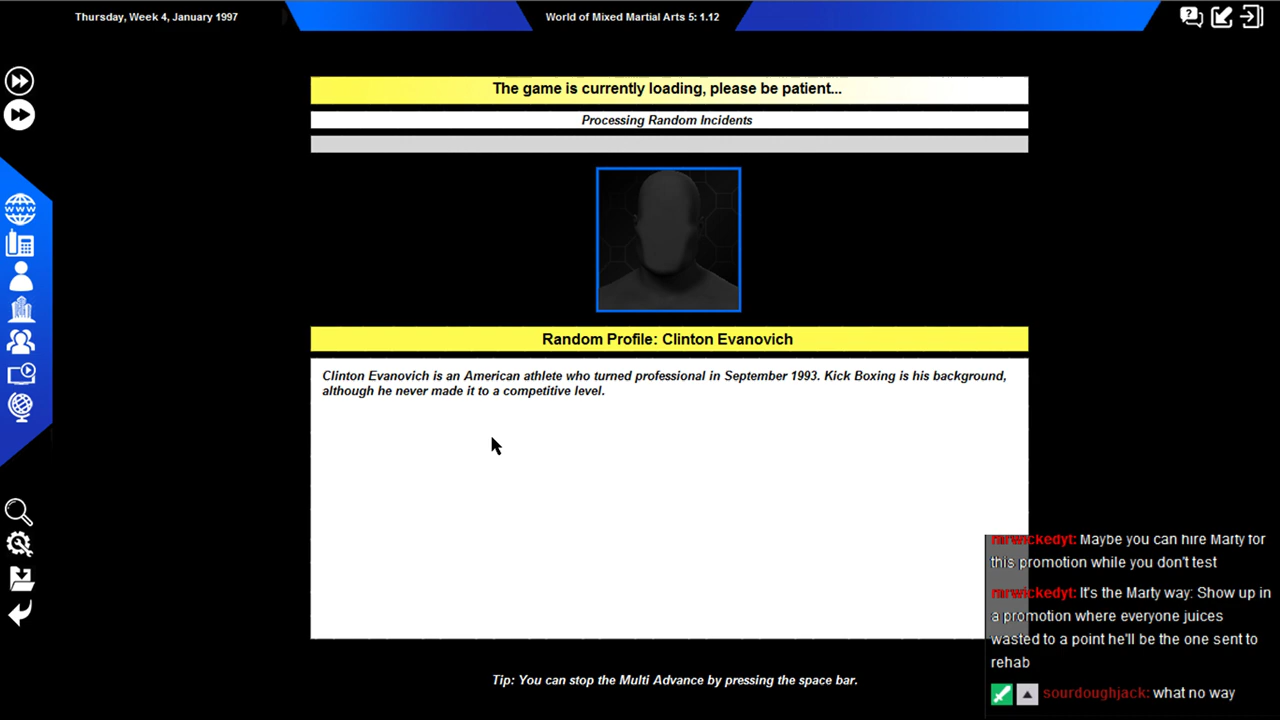 Thursday, Week 4, January 1997
World of Mixed Martial Arts 5: 1.12
The game is currently loading, please be patient...
Processing Random Incidents
Random Profile: Clinton Evanovich
Clinton Evanovich is an American athlete who turned professional in September 1993. Kick Boxing is his background,
although he never made it to a competitive level.
mrwickedyt: Maybe you can hire Marty for
this promotion while you don't test
mrwickedyt: It's the Marty way: Show up in
a promotion where everyone juices
wasted to a point he'll be the one sent to
rehab
sourdoughjack: what no way
Tip: You can stop the Multi Advance by pressing the space bar.